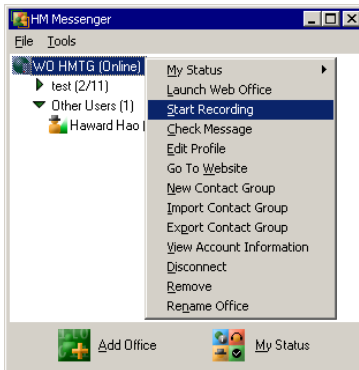 HM Messenger
File Tools
WO HMTG (Online)
test (2/11)
Other Users (1)
Haward Hao
My Status
Launch Web Office
Start Recording
Check Message
Edit Profile
Go To Website
New Contact Group
Import Contact Group
Export Contact Group
View Account Information
Disconnect
Remove
Rename Office
Add Office
My Status